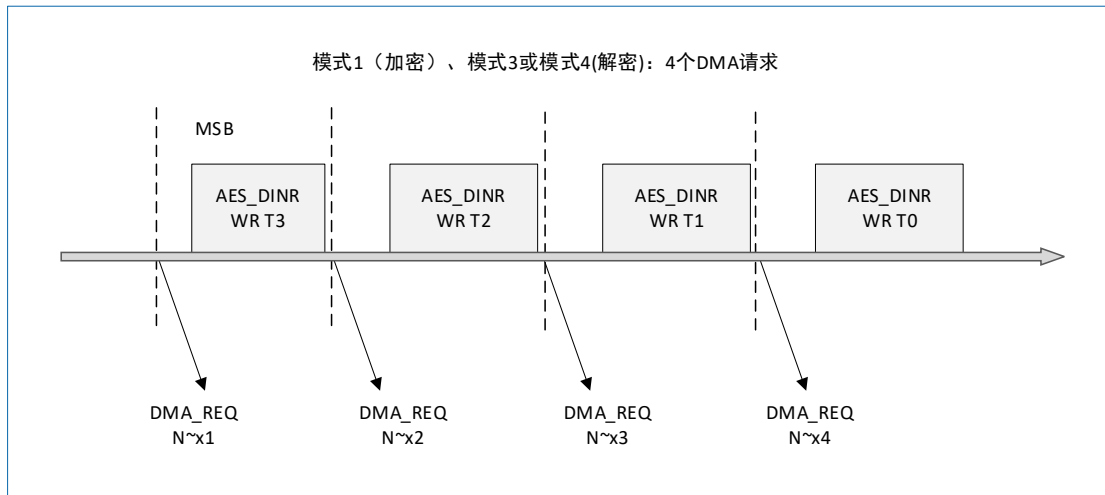 模式1（加密）、模式3或模式4(解密)：4个DMA请求
MSB
AES_DINR
WR T3
AES_DINR
WR T2
AES_DINR
WR T1
AES_DINR
WR T0
DMA_REQ
N~x1
DMA_REQ
N~x2
DMA_REQ
N~x3
DMA_REQ
N~x4